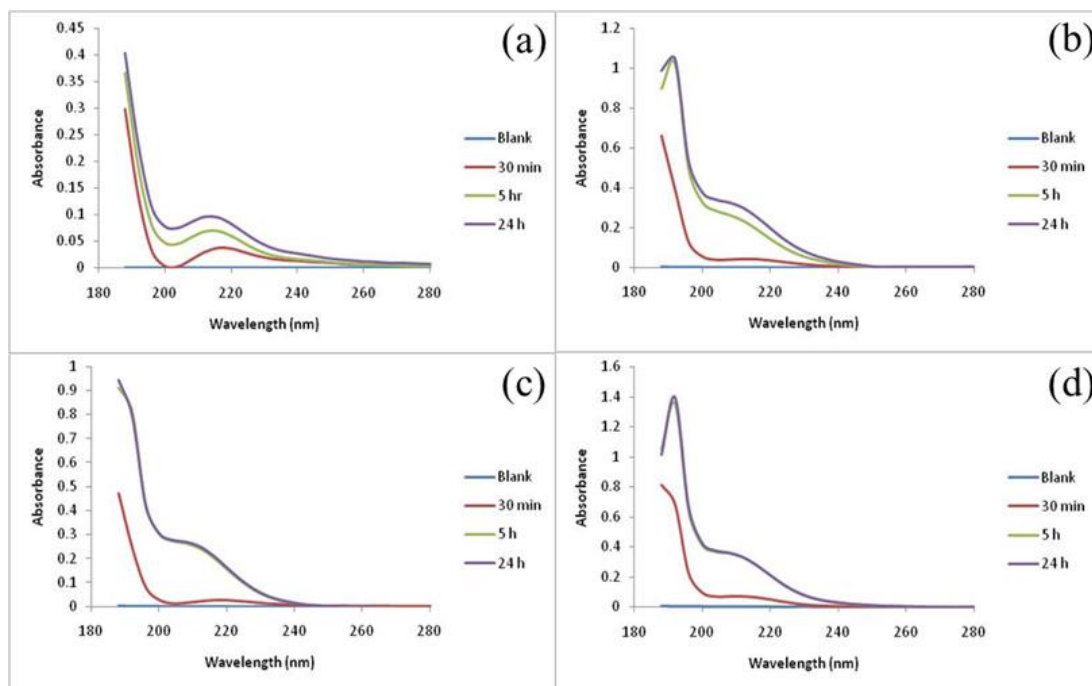 (a)
0.45
0.4
0.35
0.3
0.25
0.2
0.15
0.1
0.05
0
Absorbance
180 200 220 240 260 280
Wavelength (nm)
Blank
30 min
5 hr
24 h
(b)
1.2
1
0.8
0.6
0.4
0.2
0
Absorbance
180 200 220 240 260 280
Wavelength (nm)
Blank
30 min
5 h
24 h
(c)
1
0.9
0.8
0.7
0.6
0.5
0.4
0.3
0.2
0.1
0
Absorbance
180 200 220 240 260 280
Wavelength (nm)
Blank
30 min
5 h
24 h
(d)
1.6
1.4
1.2
1
0.8
0.6
0.4
0.2
0
Absorbance
180 200 220 240 260 280
Wavelength (nm)
Blank
30 min
5 h
24 h